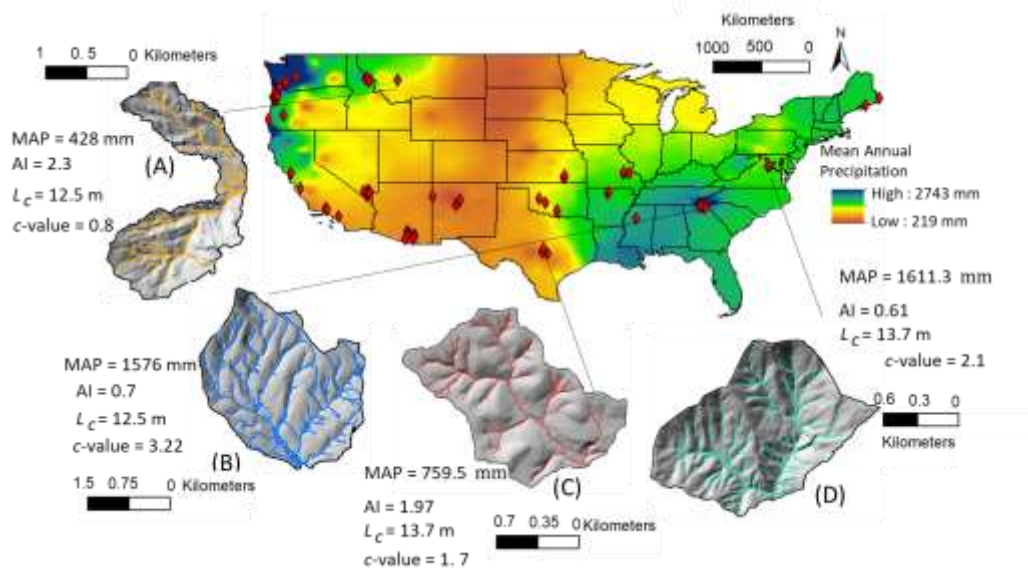 1 0.5 0 Kilometers
Kilometers
1000 500 0
N
MAP = 428 mm
AI = 2.3
L c = 12.5 m
c-value = 0.8
(A)
Mean Annual
Precipitation
High : 2743 mm
Low : 219 mm
MAP = 1611.3 mm
AI = 0.61
L c = 13.7 m
c-value = 2.1
0.6 0.3 0
Kilometers
MAP = 1576 mm
AI = 0.7
L c = 12.5 m
c-value = 3.22
(B)
1.5 0.75 0 Kilometers
MAP = 759.5 mm
AI = 1.97
L c = 13.7 m
c-value = 1. 7
(C)
0.7 0.35 0 Kilometers
(D)